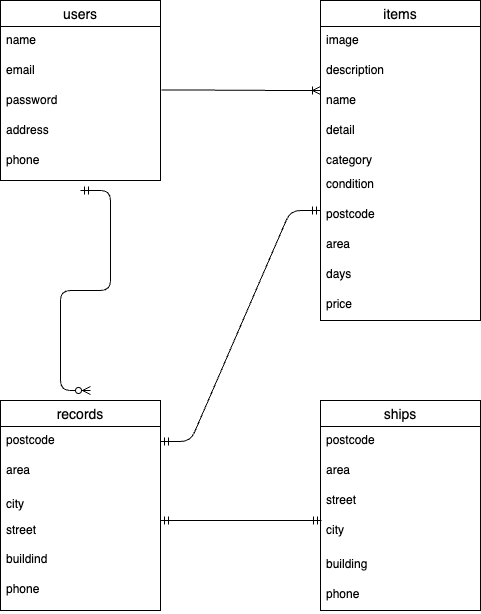 users
name
email
password
address
phone
items
image
description
name
detail
category
condition
postcode
area
days
price
records
postcode
area
city
street
buildind
phone
ships
postcode
area
street
city
building
phone